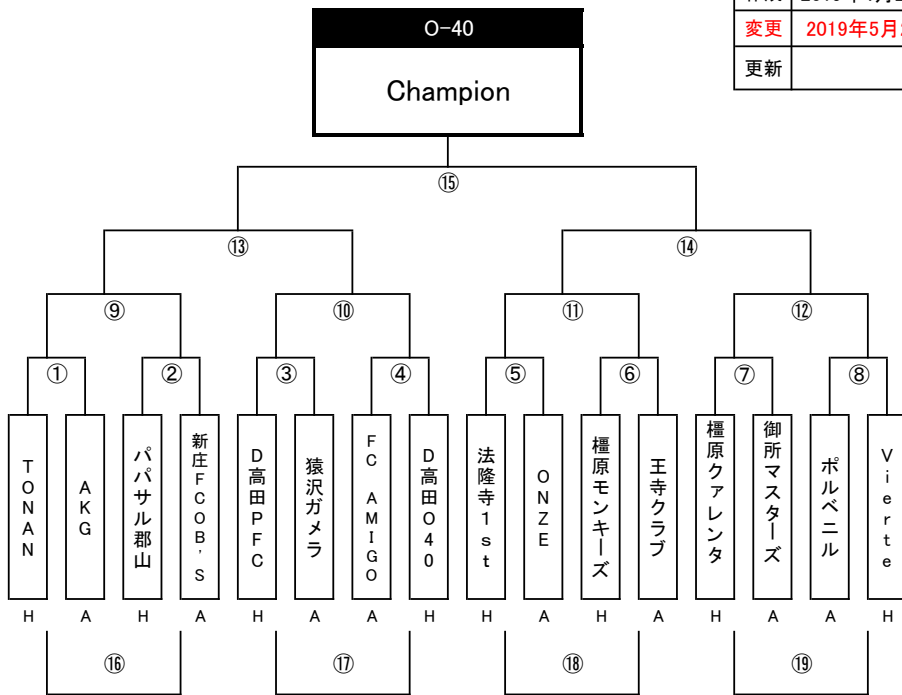 O-40
Champion
変更 2019年5月
更新
⑮
⑬ ⑭
⑨ ⑩ ⑪ ⑫
① ② ③ ④ ⑤ ⑥ ⑦ ⑧
TONAN
AKG
パパサル郡山
新庄FCOB'S
D高田PFC
猿沢ガメラ
FC AMIGO
D高田O40
法隆寺1st
ONZE
橿原モンキーズ
王寺クラブ
橿原クァレンタ
御所マスターズ
ポルベニル
Vierte
H A H A H A A H H A H A H A A H
⑯ ⑰ ⑱ ⑲